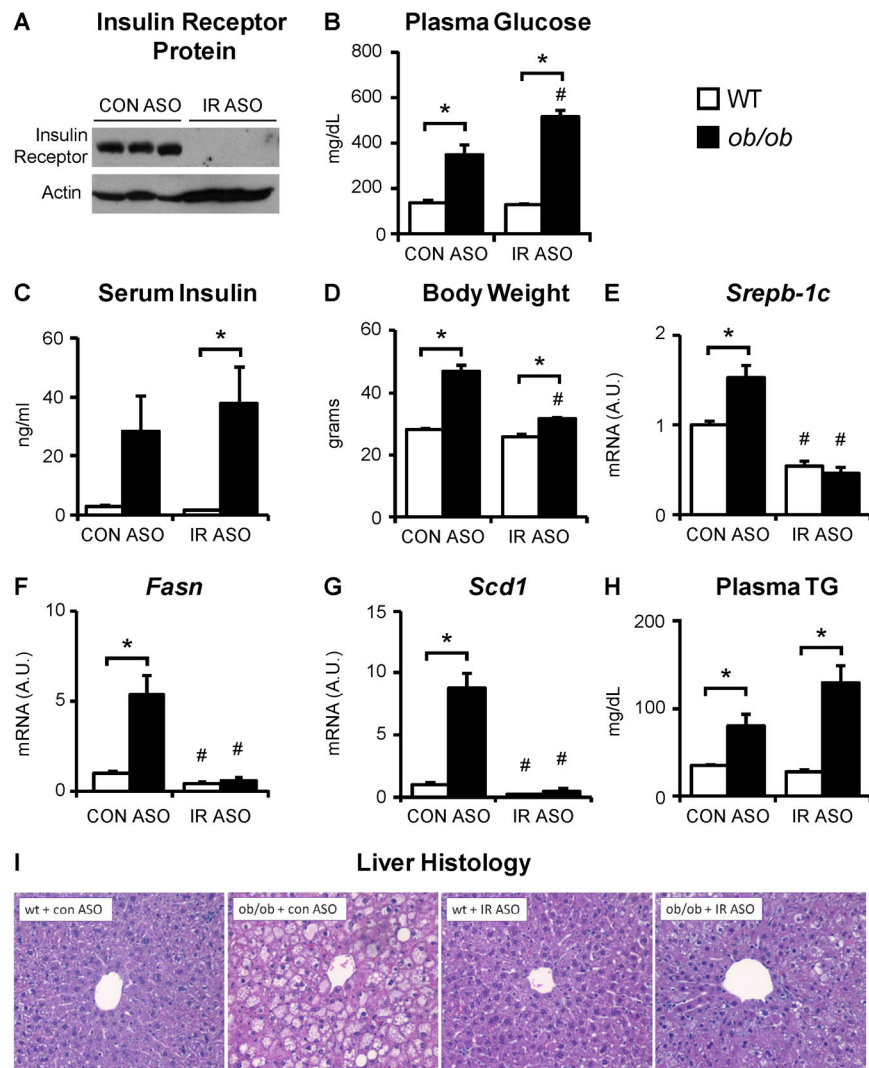 A Insulin Receptor
Protein
CON ASO IR ASO
Insulin
Receptor
Actin
B Plasma Glucose
800
600
400
200
0
mg/dL
*
*
#
CON ASO IR ASO
WT
ob/ob
C Serum Insulin
60
40
20
0
ng/ml
*
CON ASO IR ASO
D Body Weight
60
40
20
0
grams
*
*
#
CON ASO IR ASO
E Srepb-1c
2
1
0
mRNA (A.U.)
*
# #
CON ASO IR ASO
F Fasn
10
5
0
mRNA (A.U.)
*
# #
CON ASO IR ASO
G Scd1
15
10
5
0
mRNA (A.U.)
*
# #
CON ASO IR ASO
H Plasma TG
200
100
0
mg/dL
*
*
CON ASO IR ASO
I Liver Histology
wt + con ASO
ob/ob + con ASO
wt + IR ASO
ob/ob + IR ASO